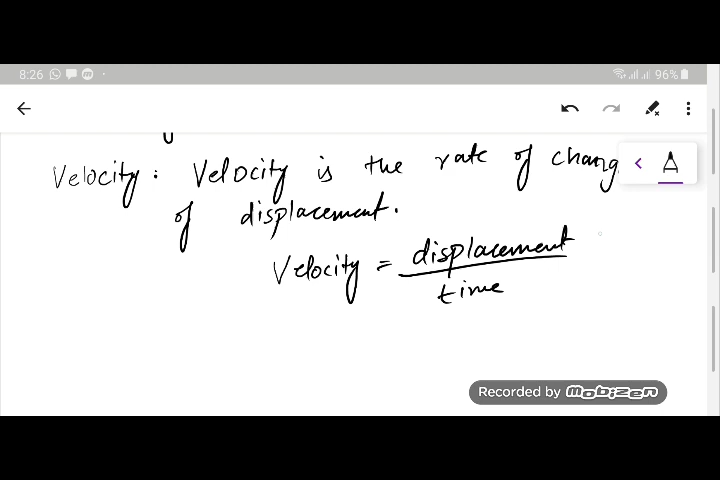 8:26
96%
Velocity : Velocity is the rate of chang
of displacement.
Velocity = displacement
time
Recorded by mobizen